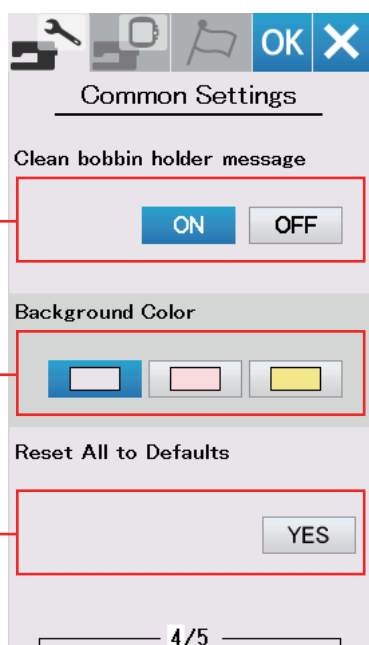 OK
Common Settings
Clean bobbin holder message
ON OFF
Background Color
Reset All to Defaults
YES
4/5